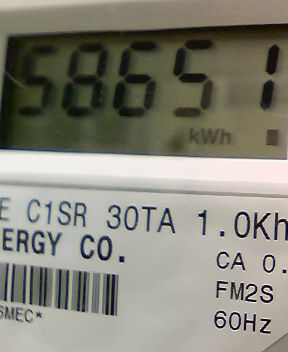 58651
kWh
E C1SR 30TA 1.0Kh
ERGY CO.
CA 0.
FM2S
SMEC*
60Hz